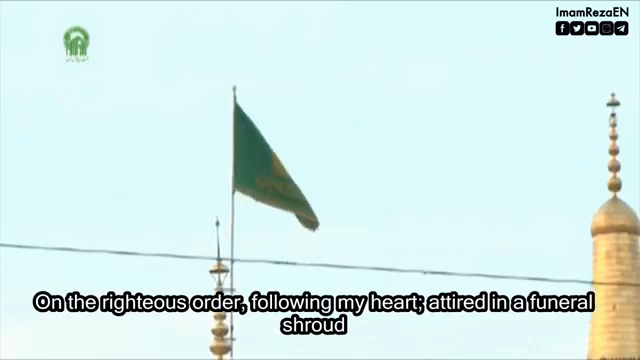 ImamRezaEN
On the righteous order, following my heart; attired in a funeral
shroud